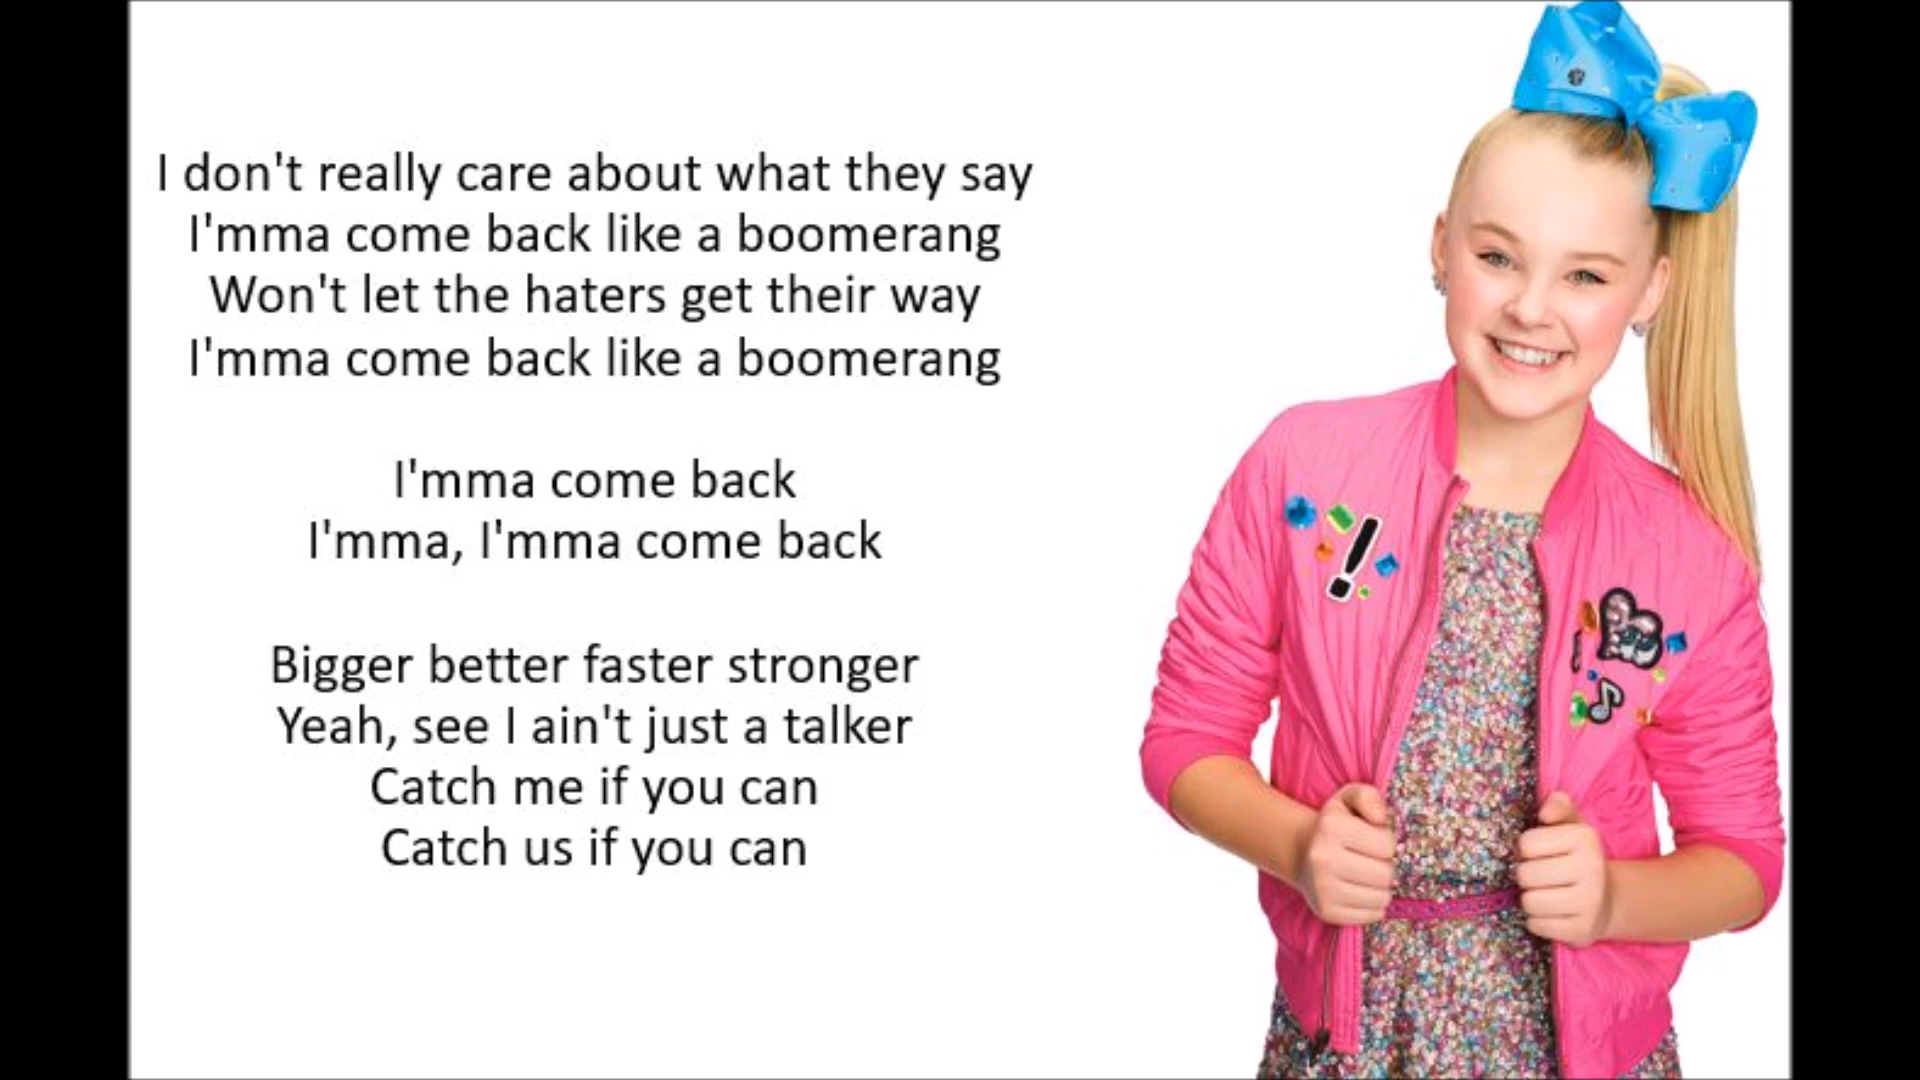 I don't really care about what they say
I'mma come back like a boomerang
Won't let the haters get their way
I'mma come back like a boomerang
I'mma come back
I'mma, I'mma come back
Bigger better faster stronger
Yeah, see I ain't just a talker
Catch me if you can
Catch us if you can